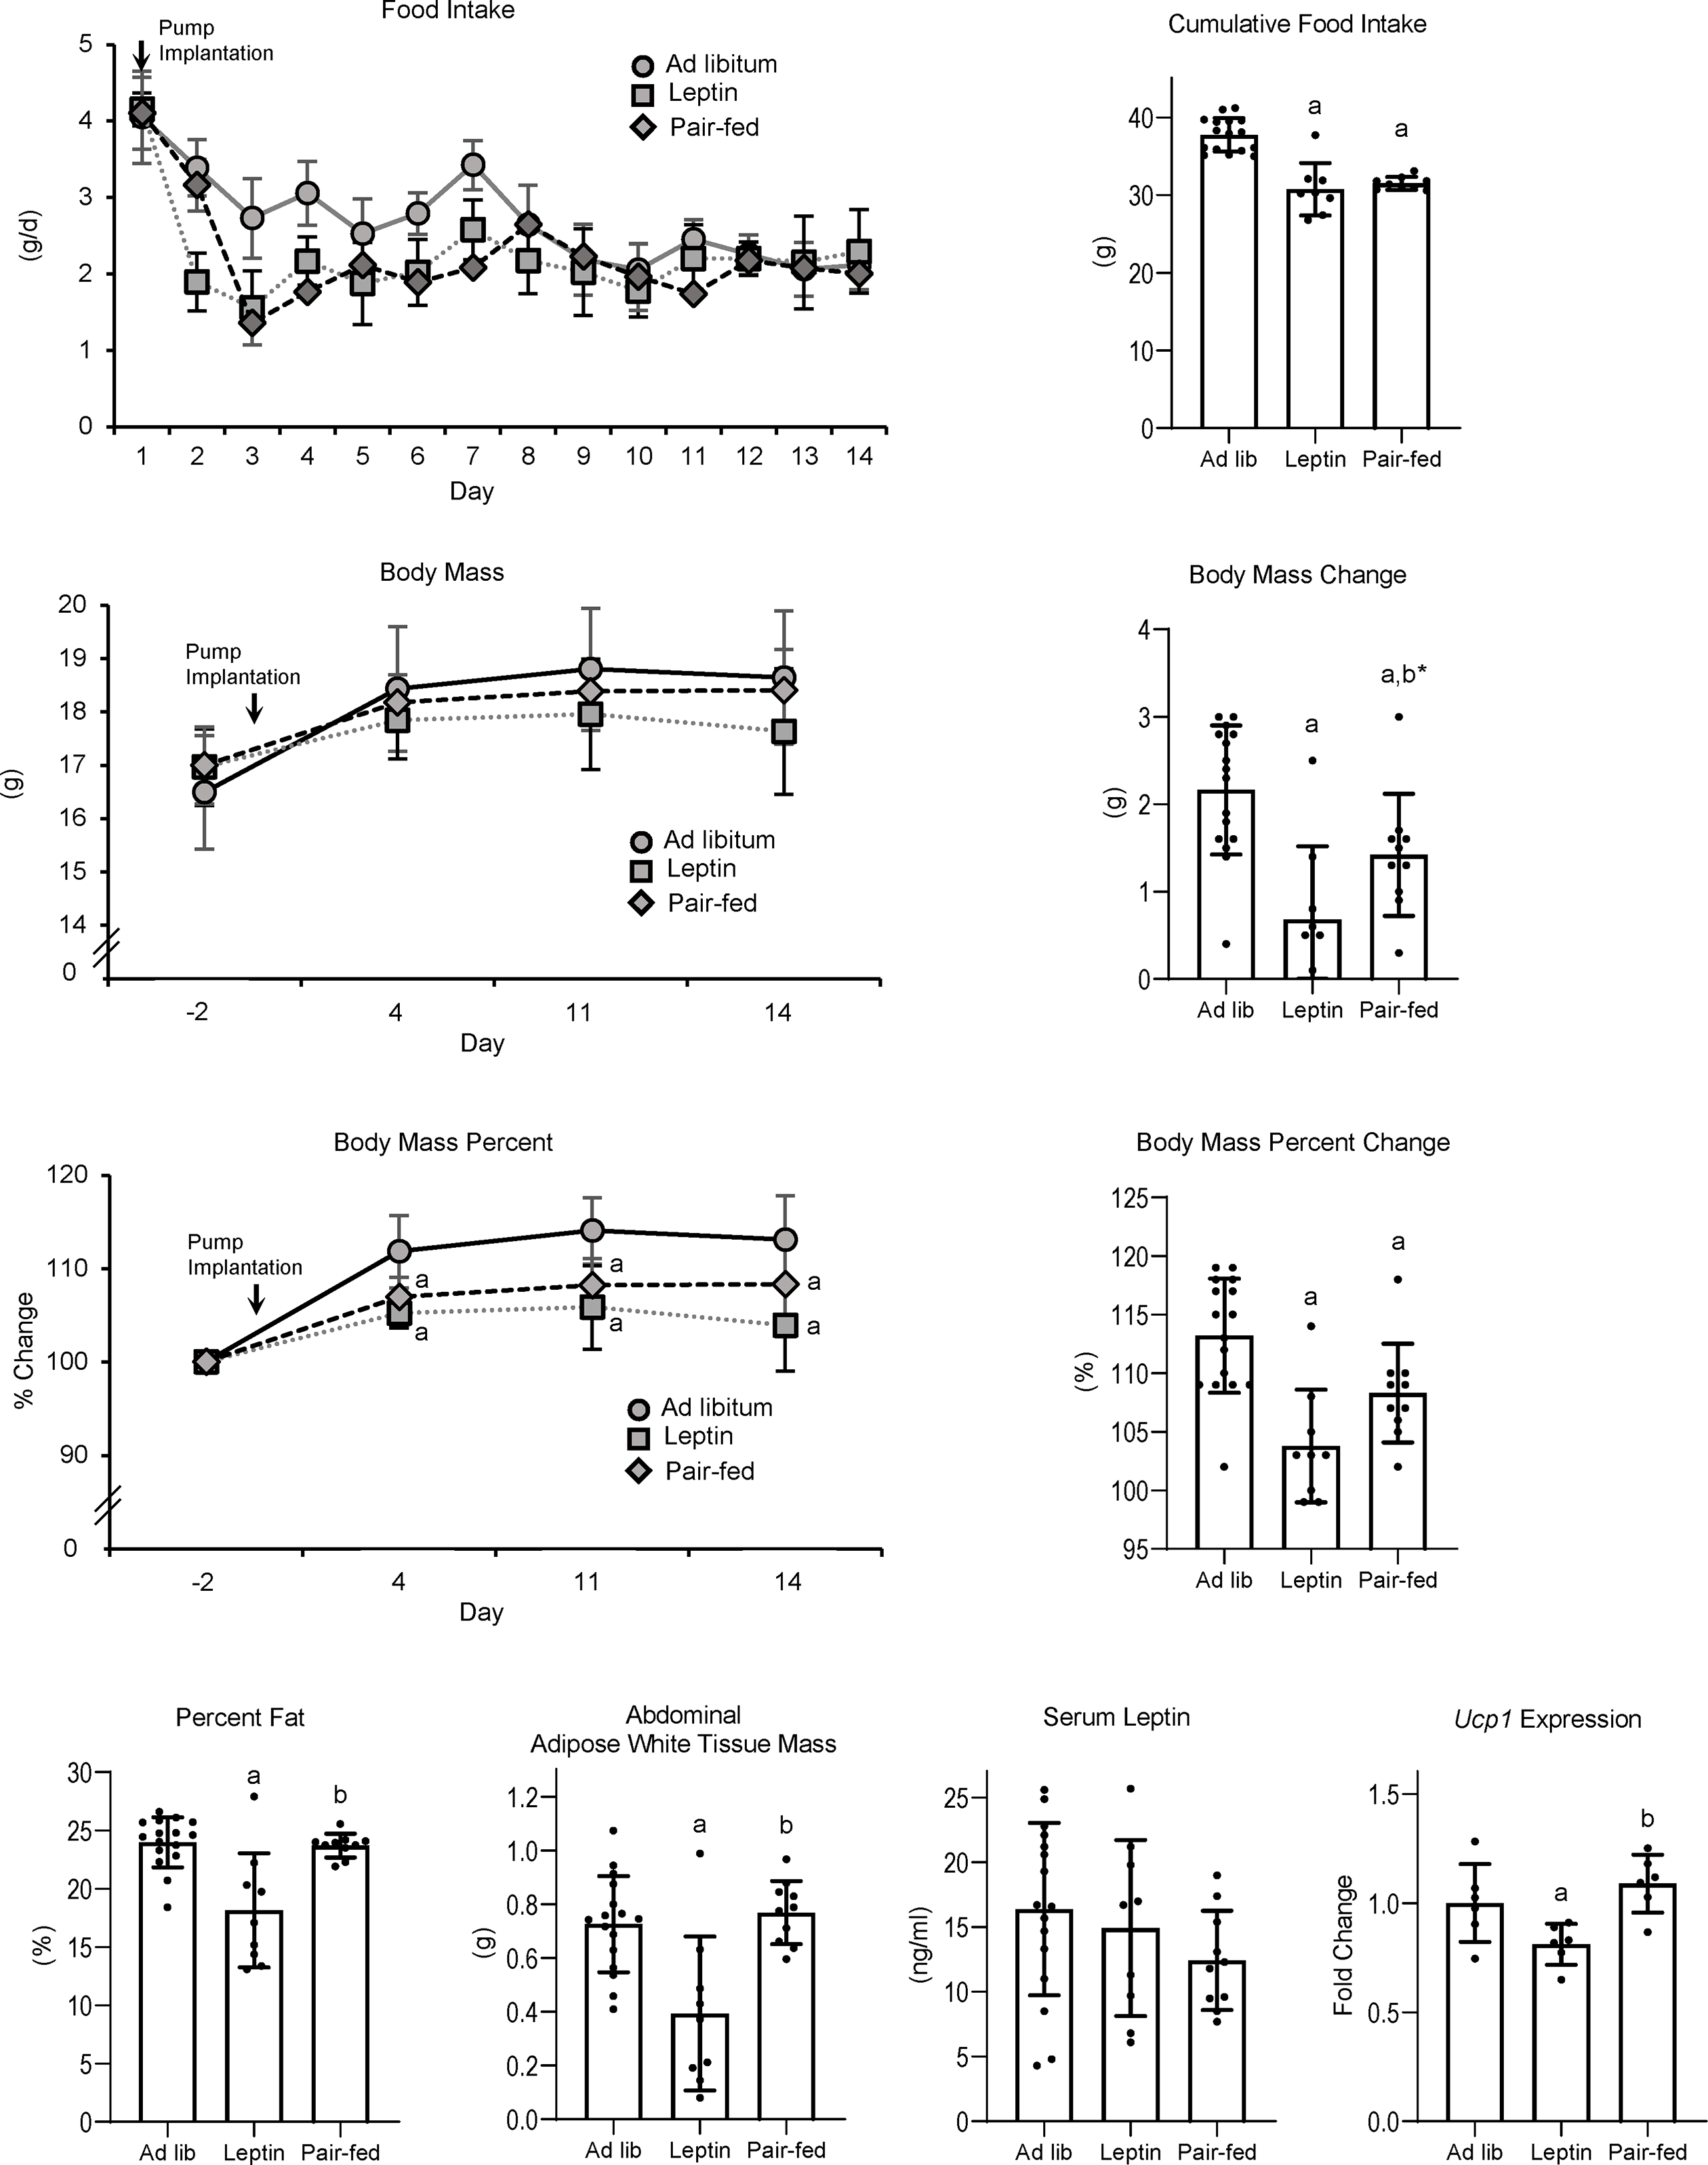 Food Intake
Pump
Implantation
Ad libitum
Leptin
Pair-fed
(g/d)
5
4
3
2
1
0
1 2 3 4 5 6 7 8 9 10 11 12 13 14
Day
Cumulative Food Intake
(g)
40
30
20
10
0
a
a
Ad lib Leptin Pair-fed
Body Mass
Pump
Implantation
(g)
20
19
18
17
16
15
14
0
Ad libitum
Leptin
Pair-fed
-2 4 11 14
Day
Body Mass Change
(g)
4
3
2
1
0
a
a,b*
Ad lib Leptin Pair-fed
Body Mass Percent
Pump
Implantation
% Change
120
110
100
90
0
a
a
a
a
a
a
Ad libitum
Leptin
Pair-fed
-2 4 11 14
Day
Body Mass Percent Change
(%)
125
120
115
110
105
100
95
a
a
Ad lib Leptin Pair-fed
Percent Fat
(%)
30
25
20
15
10
5
0
a
b
Ad lib Leptin Pair-fed
Abdominal
Adipose White Tissue Mass
(g)
1.2
1.0
0.8
0.6
0.4
0.2
0.0
a
b
Ad lib Leptin Pair-fed
Serum Leptin
(ng/ml)
25
20
15
10
5
0
Ad lib Leptin Pair-fed
Ucp1 Expression
Fold Change
1.5
1.0
0.5
0.0
a
b
Ad lib Leptin Pair-fed